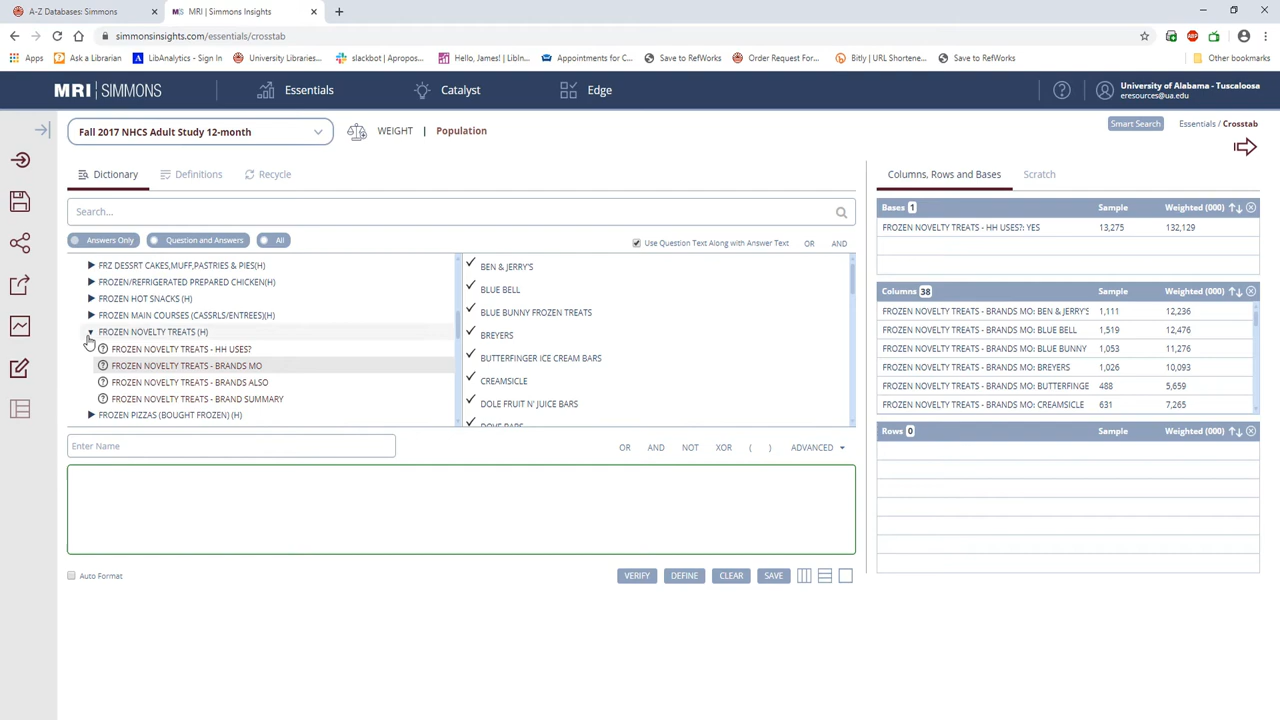 A-Z Databases: Simmons
MRI | Simmons Insights
simmonsinsights.com/essentials/crosstab
Apps
Ask a Librarian
LibAnalytics - Sign In
University Libraries...
slackbot | Apropos...
Hello, James! | LibIn...
Appointments for C...
Save to RefWorks
Order Request For...
Bitly | URL Shortene...
Save to RefWorks
Other bookmarks
MRI | SIMMONS
Essentials
Catalyst
Edge
University of Alabama - Tuscaloosa
eresources@ua.edu
Fall 2017 NHCS Adult Study 12-month
WEIGHT | Population
Smart Search
Essentials / Crosstab
Dictionary
Definitions
Recycle
Search...
Answers Only
Question and Answers
All
Use Question Text Along with Answer Text
OR
AND
FRZ DESSRT CAKES,MUFF,PASTRIES & PIES(H)
FROZEN/REFRIGERATED PREPARED CHICKEN(H)
FROZEN HOT SNACKS (H)
FROZEN MAIN COURSES (CASSRLS/ENTREES)(H)
FROZEN NOVELTY TREATS (H)
FROZEN NOVELTY TREATS - HH USES?
FROZEN NOVELTY TREATS - BRANDS MO
FROZEN NOVELTY TREATS - BRANDS ALSO
FROZEN NOVELTY TREATS - BRAND SUMMARY
FROZEN PIZZAS (BOUGHT FROZEN) (H)
BEN & JERRY'S
BLUE BELL
BLUE BUNNY FROZEN TREATS
BREYERS
BUTTERFINGER ICE CREAM BARS
CREAMSICLE
DOLE FRUIT N' JUICE BARS
DOVE BARS
Enter Name
OR
AND
NOT
XOR
(
)
ADVANCED
Auto Format
VERIFY
DEFINE
CLEAR
SAVE
Columns, Rows and Bases
Scratch
Bases 1 Sample Weighted (000)
FROZEN NOVELTY TREATS - HH USES?: YES 13,275 132,129
Columns 38 Sample Weighted (000)
FROZEN NOVELTY TREATS - BRANDS MO: BEN & JERRY'S 1,111 12,236
FROZEN NOVELTY TREATS - BRANDS MO: BLUE BELL 1,519 12,476
FROZEN NOVELTY TREATS - BRANDS MO: BLUE BUNNY 1,053 11,276
FROZEN NOVELTY TREATS - BRANDS MO: BREYERS 1,026 10,093
FROZEN NOVELTY TREATS - BRANDS MO: BUTTERFINGE 488 5,659
FROZEN NOVELTY TREATS - BRANDS MO: CREAMSICLE 631 7,265
Rows 0 Sample Weighted (000)